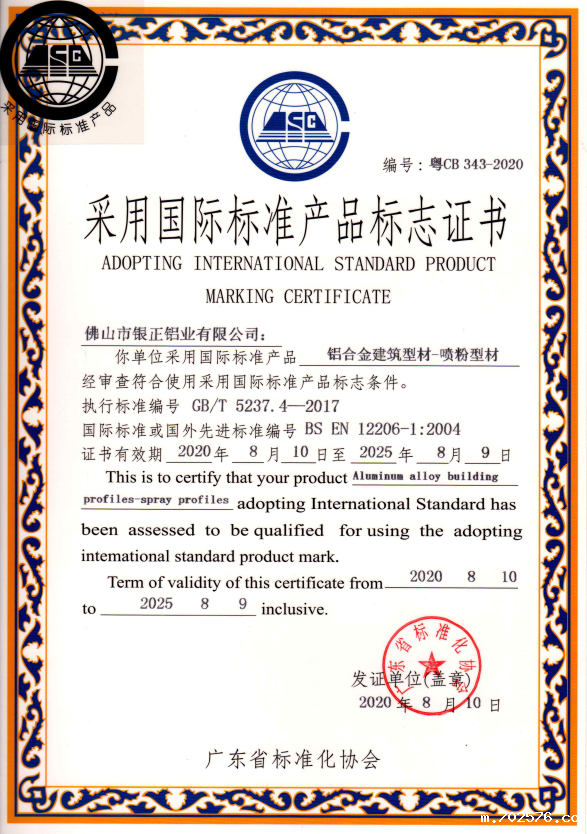 采用国际标准产品
编号：粤CB 343-2020
采用国际标准产品标志证书
ADOPTING INTERNATIONAL STANDARD PRODUCT
MARKING CERTIFICATE
佛山市银正铝业有限公司：
你单位采用国际标准产品 铝合金建筑型材-喷粉型材
经审查符合使用采用国际标准产品标志条件。
执行标准编号 GB/T 5237.4—2017
国际标准或国外先进标准编号 BS EN 12206-1:2004
证书有效期 2020 年 8 月 10 日至 2025 年 8 月 9 日
This is to certify that your product Aluminum alloy building
profiles-spray profiles adopting International Standard has
been assessed to be qualified for using the adopting
international standard product mark.
Term of validity of this certificate from 2020 8 10
to 2025 8 9 inclusive.
广东省标准化协会
发证单位(盖章)
2020 年 8 月 10 日
广东省标准化协会
m.702576.co